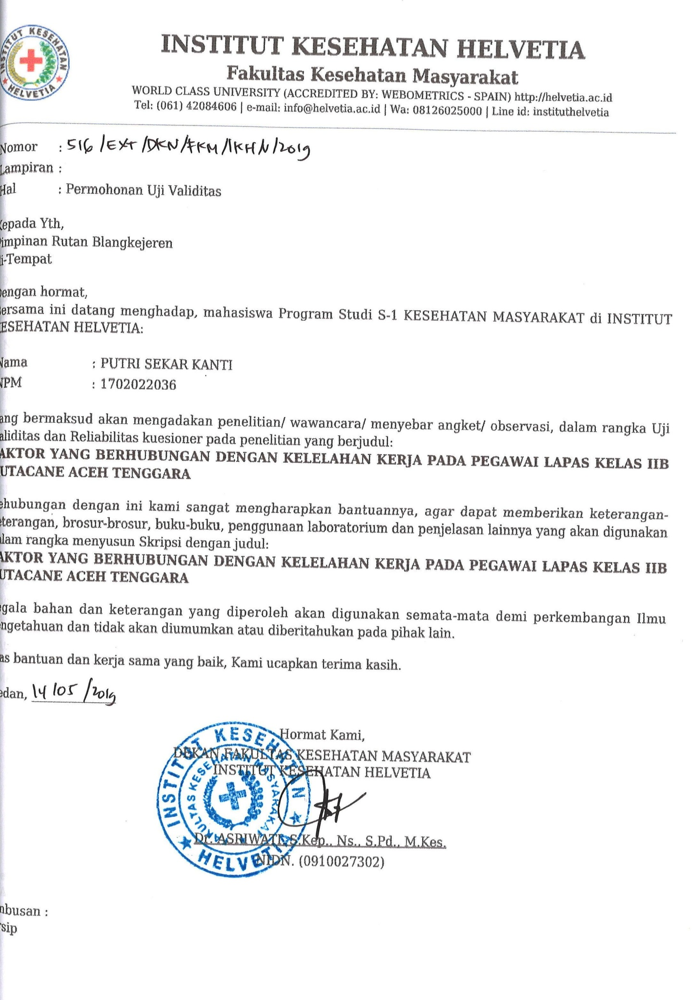 INSTITUT KESEHATAN HELVETIA
INSTITUT KESEHATAN HELVETIA
Fakultas Kesehatan Masyarakat
WORLD CLASS UNIVERSITY (ACCREDITED BY: WEBOMETRICS - SPAIN) http://helvetia.ac.id
Tel: (061) 42084606 | e-mail: info@helvetia.ac.id | Wa: 08126025000 | Line id: instituthelvetia
Nomor : 516 /EXT/DKN/FKM/IKH/V/2019
Lampiran :
Hal : Permohonan Uji Validitas
Kepada Yth,
Pimpinan Rutan Blangkejeren
di-Tempat
Dengan hormat,
Bersama ini datang menghadap, mahasiswa Program Studi S-1 KESEHATAN MASYARAKAT di INSTITUT
KESEHATAN HELVETIA:
Nama : PUTRI SEKAR KANTI
NPM : 1702022036
ang bermaksud akan mengadakan penelitian/ wawancara/ menyebar angket/ observasi, dalam rangka Uji
aliditas dan Reliabilitas kuesioner pada penelitian yang berjudul:
AKTOR YANG BERHUBUNGAN DENGAN KELELAHAN KERJA PADA PEGAWAI LAPAS KELAS IIB
UTACANE ACEH TENGGARA
ehubungan dengan ini kami sangat mengharapkan bantuannya, agar dapat memberikan keterangan-
eterangan, brosur-brosur, buku-buku, penggunaan laboratorium dan penjelasan lainnya yang akan digunakan
alam rangka menyusun Skripsi dengan judul:
AKTOR YANG BERHUBUNGAN DENGAN KELELAHAN KERJA PADA PEGAWAI LAPAS KELAS IIB
UTACANE ACEH TENGGARA
egala bahan dan keterangan yang diperoleh akan digunakan semata-mata demi perkembangan Ilmu
engetahuan dan tidak akan diumumkan atau diberitahukan pada pihak lain.
as bantuan dan kerja sama yang baik, Kami ucapkan terima kasih.
edan, 14/05/2019
Hormat Kami,
DEKAN FAKULTAS KESEHATAN MASYARAKAT
INSTITUT KESEHATAN HELVETIA
INSTITUT KESEHATAN HELVETIA
FAKULTAS KESEHATAN MASYARAKAT
Dr. ASRIWATI, S.Kep., Ns., S.Pd., M.Kes.
NIDN. (0910027302)
mbusan :
rsip